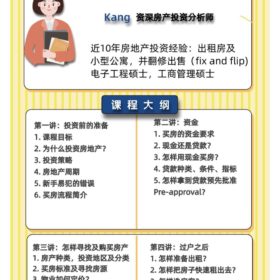 Kang 资深房产投资分析师
近10年房地产投资经验：出租房及
小型公寓，并翻修出售（fix and flip)
电子工程硕士，工商管理硕士
课程大纲
第一讲：投资前的准备
1. 课程目标
2. 为什么投资房地产？
3. 投资策略
4. 房地产周期
5. 新手易犯的错误
6. 买房流程简介
第二讲：资金
1. 买房的资金要求
2. 现金还是贷款？
3. 怎样用现金买房？
4. 贷款种类、条件、指标
5. 怎样拿到贷款预先批准
Pre-approval？
第三讲：怎样寻找及购买房产
1. 房产种类，投资地区及分类
2. 买房标准及寻找房源
3. 物业如何定价？
第四讲：过户之后
1. 怎样准备出租？
2. 怎样把房子快速租出去？